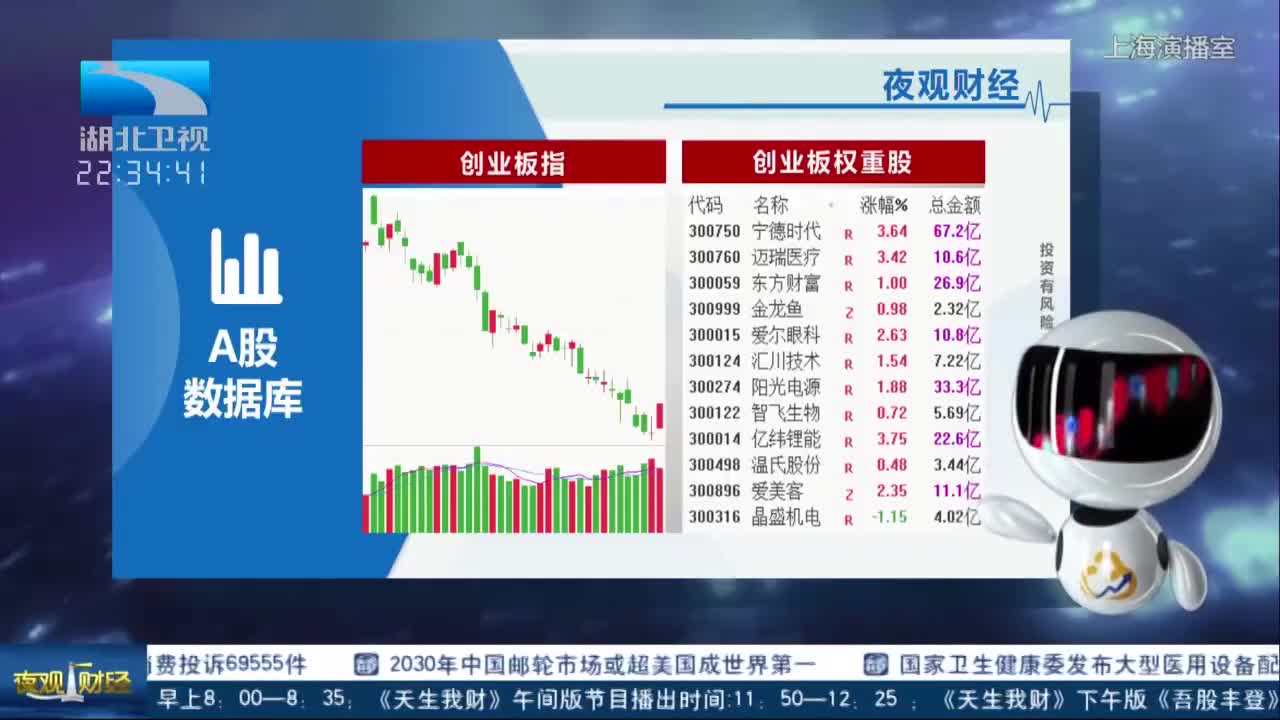 上海演播室
夜观财经
湖北卫视
22:34:41
创业板指
创业板权重股
代码 名称 涨幅% 总金额
300750 宁德时代 R 3.64 67.2亿
300760 迈瑞医疗 R 3.42 10.6亿
300059 东方财富 R 1.00 26.9亿
300999 金龙鱼 Z 0.98 2.32亿
300015 爱尔眼科 R 2.63 10.8亿
300124 汇川技术 R 1.54 7.22亿
300274 阳光电源 R 1.88 33.3亿
300122 智飞生物 R 0.72 5.69亿
300014 亿纬锂能 R 3.75 22.6亿
300498 温氏股份 R 0.48 3.44亿
300896 爱美客 Z 2.35 11.1亿
300316 晶盛机电 R -1.15 4.02亿
A股
数据库
投资有风险
夜观财经
消费投诉69555件 2030年中国邮轮市场或超美国成世界第一 国家卫生健康委发布大型医用设备配
早上8:00—8:35;《天生我财》午间版节目播出时间:11:50—12:25;《天生我财》下午版《吾股丰登》